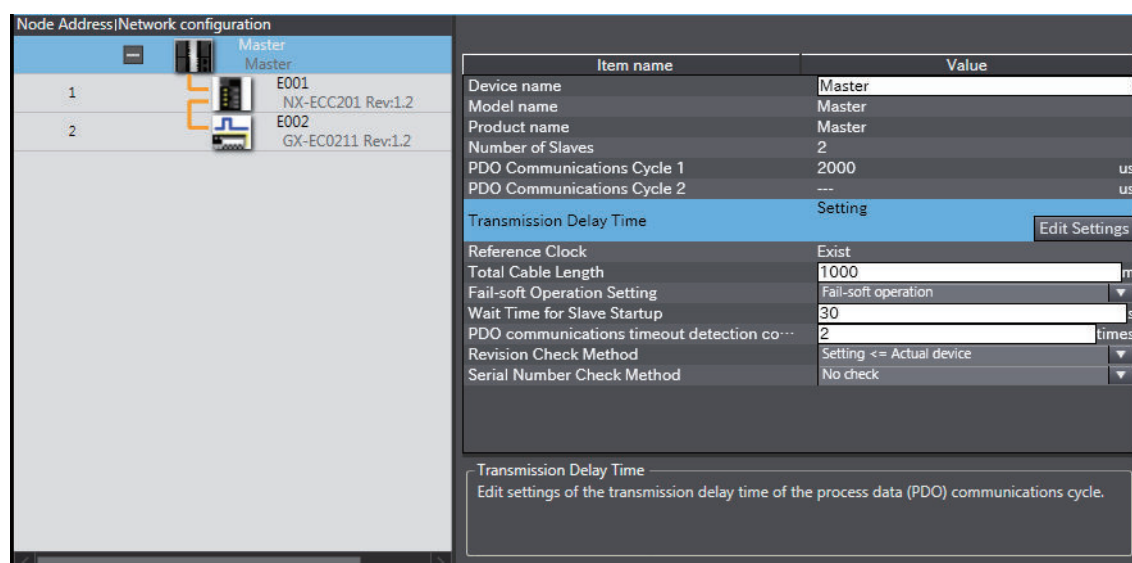 Node Address|Network configuration
Master
Master
1
E001
NX-ECC201 Rev:1.2
2
E002
GX-EC0211 Rev:1.2
Item name Value
Device name Master
Model name Master
Product name Master
Number of Slaves 2
PDO Communications Cycle 1 2000 us
PDO Communications Cycle 2 --- us
Transmission Delay Time Setting
Edit Settings
Reference Clock Exist
Total Cable Length 1000 m
Fail-soft Operation Setting Fail-soft operation
Wait Time for Slave Startup 30 s
PDO communications timeout detection co… 2 times
Revision Check Method Setting <= Actual device
Serial Number Check Method No check
Transmission Delay Time
Edit settings of the transmission delay time of the process data (PDO) communications cycle.